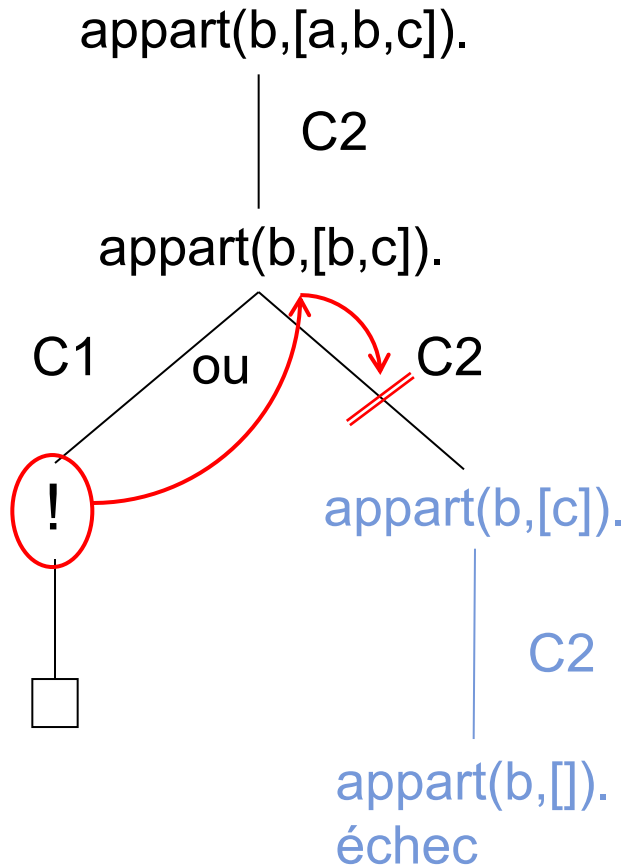 appart(b,[a,b,c]).
C2
appart(b,[b,c]).
C1 ou C2
!
appart(b,[c]).
C2
appart(b,[]).
échec